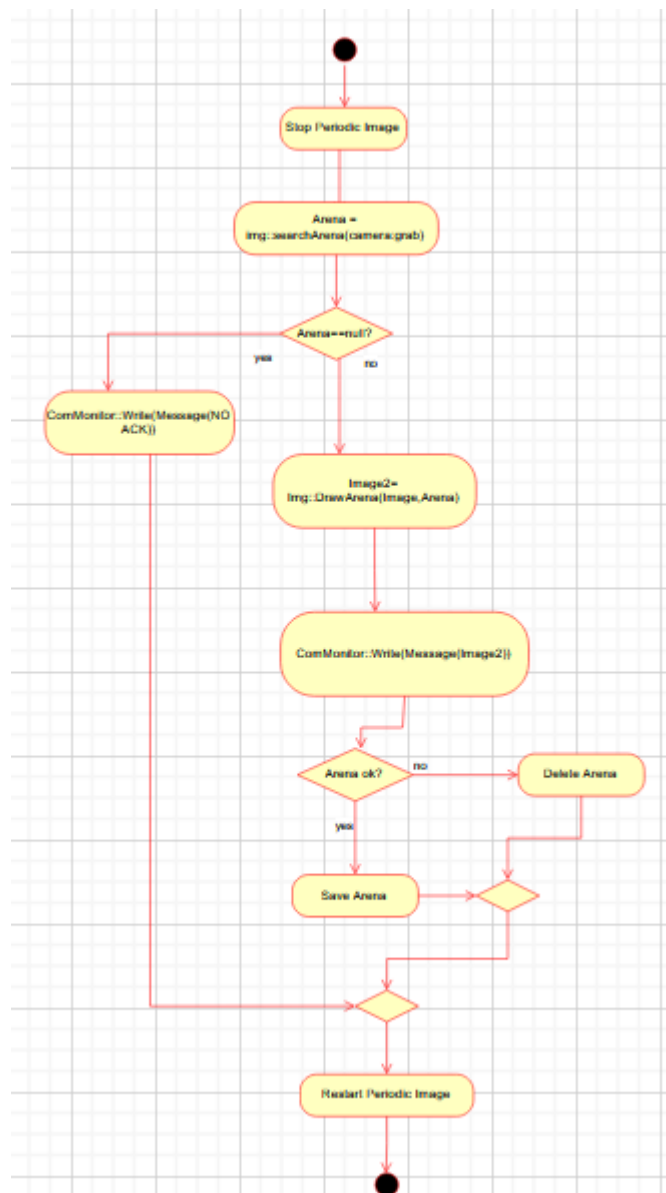 Stop Periodic Image
Arena =
img::searchArena(camera:grab)
Arena==null?
yes
no
ComMonitor::Write(Message(NO
ACK))
Image2=
Img::DrawArena(Image,Arena)
ComMonitor::Write(Message(Image2))
Arena ok?
no
Delete Arena
yes
Save Arena
Restart Periodic Image